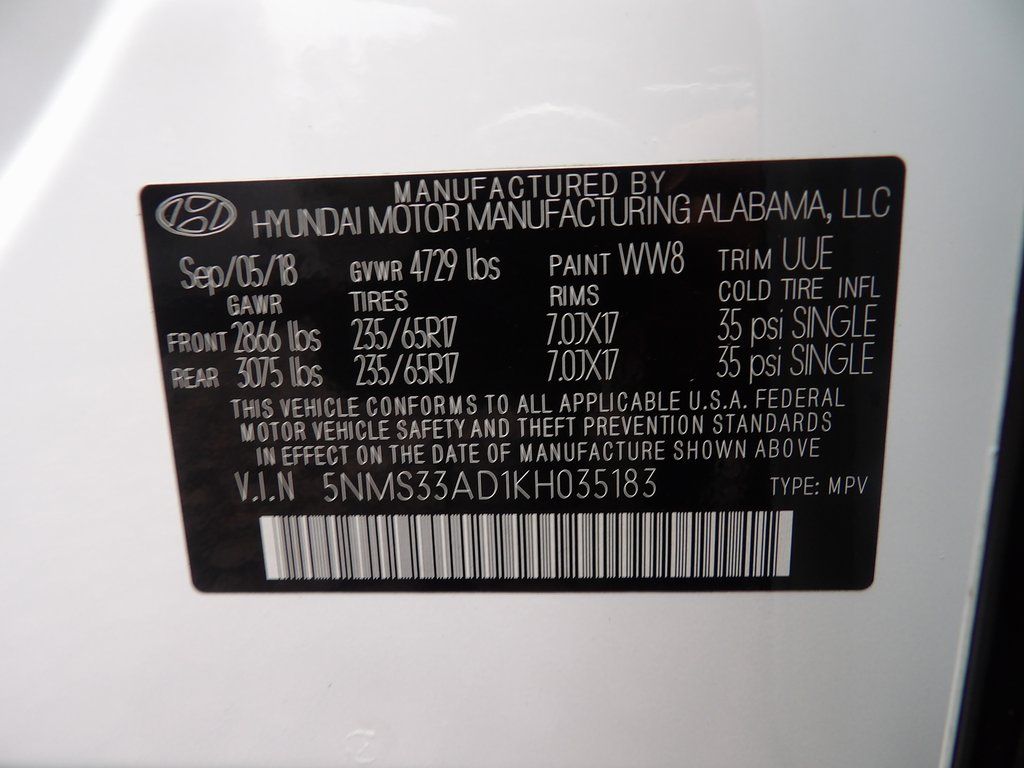 MANUFACTURED BY
HYUNDAI MOTOR MANUFACTURING ALABAMA, LLC
Sep/05/18 GVWR 4729 lbs PAINT WW8 TRIM UUE
GAWR TIRES RIMS COLD TIRE INFL
FRONT 2866 lbs 235/65R17 7.0JX17 35 psi SINGLE
REAR 3075 lbs 235/65R17 7.0JX17 35 psi SINGLE
THIS VEHICLE CONFORMS TO ALL APPLICABLE U.S.A. FEDERAL
MOTOR VEHICLE SAFETY AND THEFT PREVENTION STANDARDS
IN EFFECT ON THE DATE OF MANUFACTURE SHOWN ABOVE
V.I.N 5NMS33AD1KH035183 TYPE: MPV